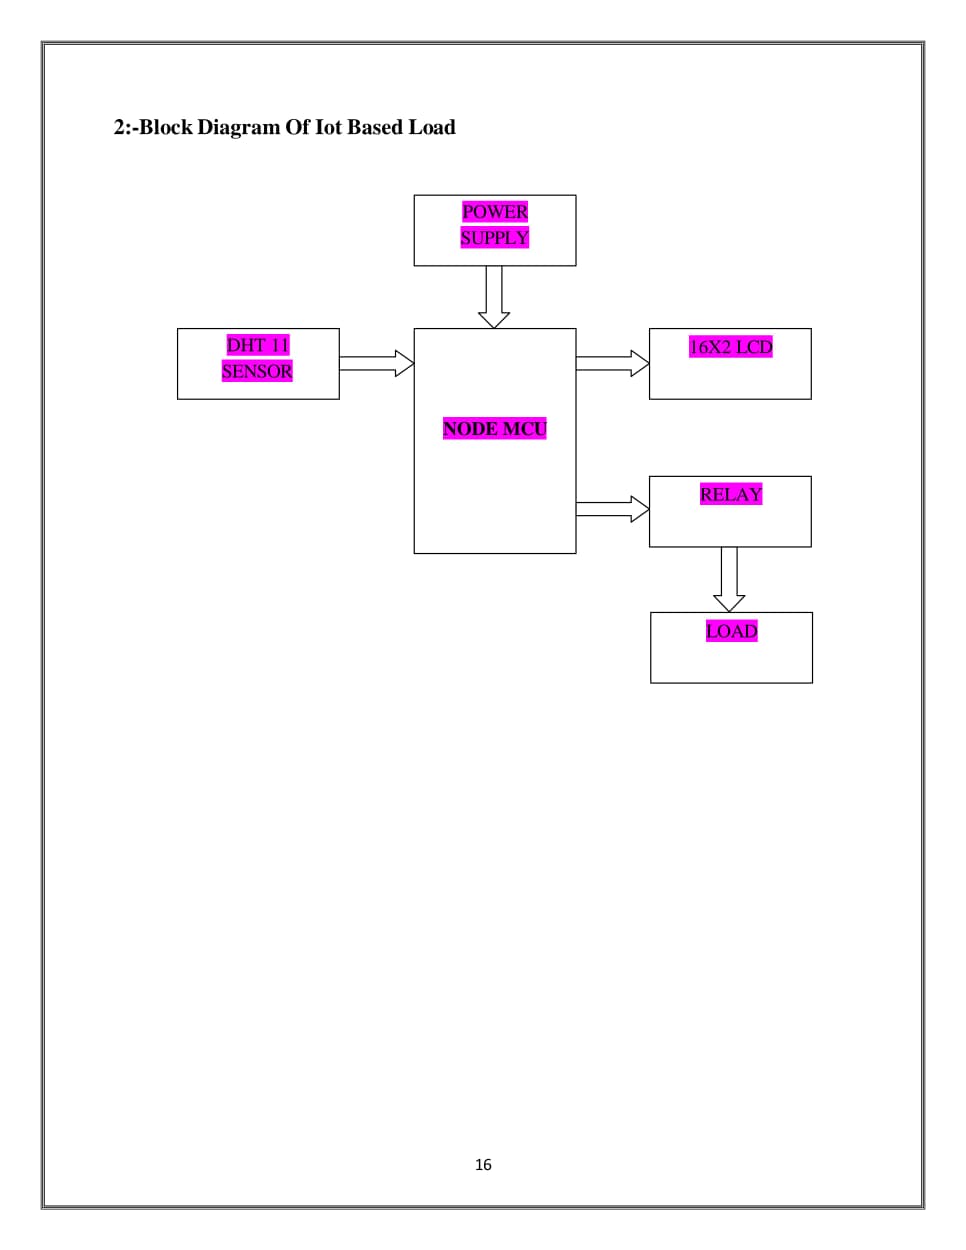 2:-Block Diagram Of Iot Based Load
POWER
SUPPLY
DHT 11
SENSOR
16X2 LCD
NODE MCU
RELAY
LOAD
16